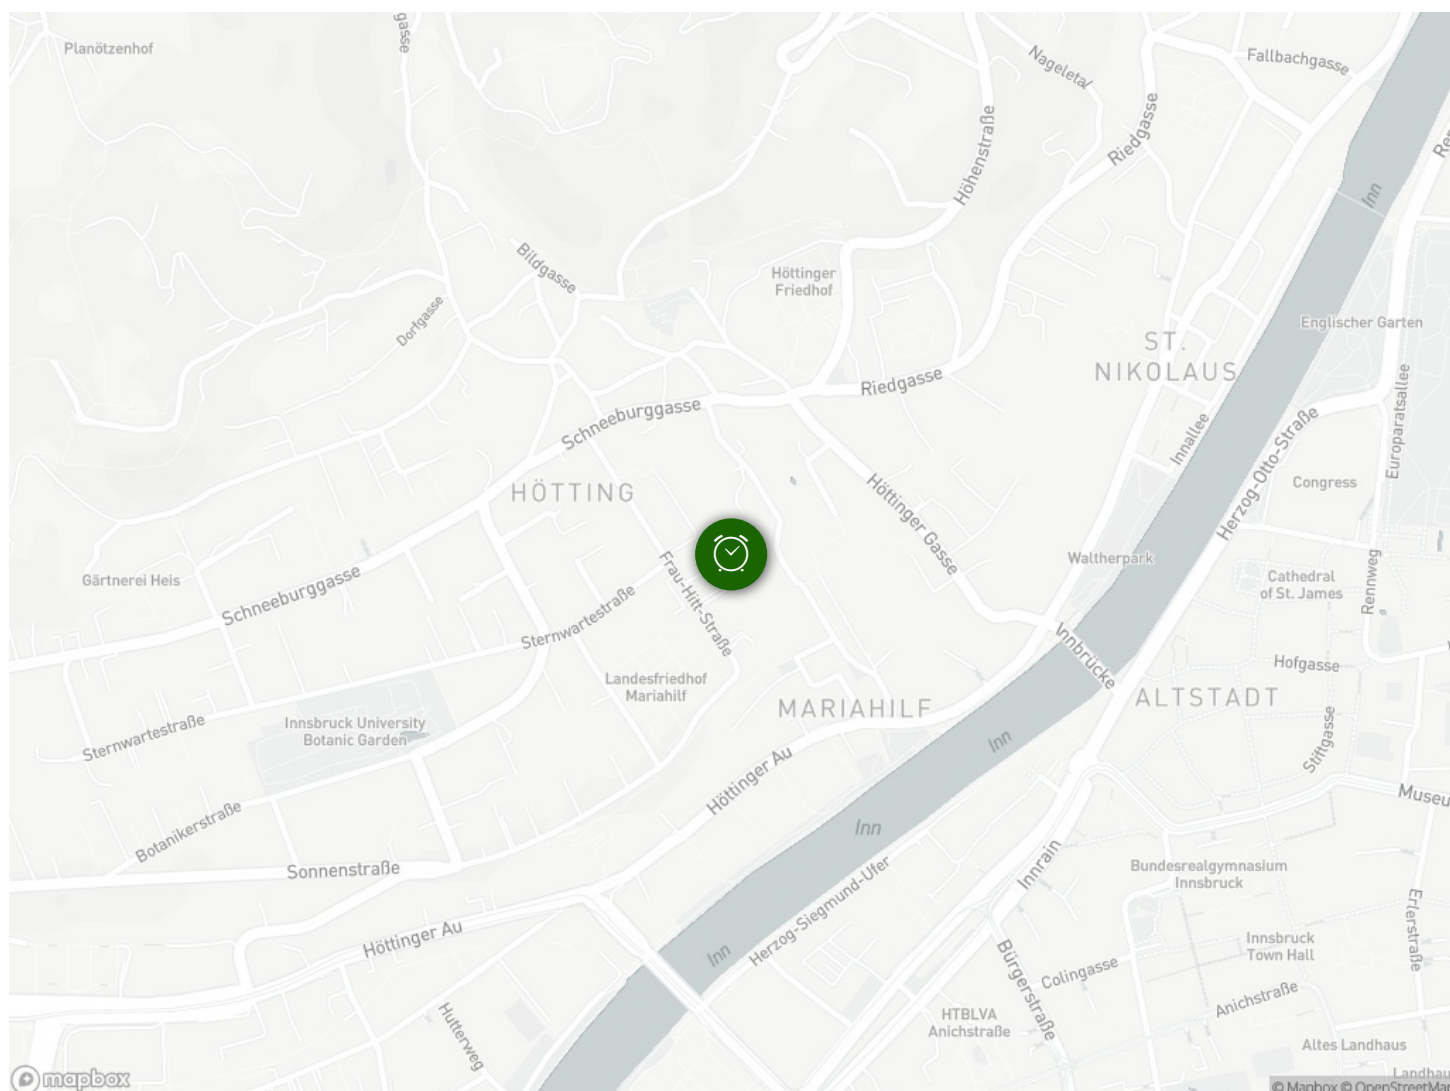 Planötzenhof
gasse
Nageletal
Fallbachgasse
Riedgasse
Höhenstraße
Inn
Bildgasse
Höttinger
Friedhof
Dorfgasse
Englischer Garten
ST.
NIKOLAUS
Riedgasse
Europaratsallee
Schneeburggasse
Innallee
Herzog-Otto-Straße
HÖTTING
Höttinger Gasse
Congress
Waltherpark
Gärtnerei Heis
Schneeburggasse
Frau-Hitt-Straße
Sternwartestraße
Cathedral
of St. James
Rennweg
Innbrücke
Hofgasse
Landesfriedhof
Mariahilf
MARIAHILF
ALTSTADT
Sternwartestraße
Innsbruck University
Botanic Garden
Inn
Stiftgasse
Höttinger Au
Museu
Botanikerstraße
Inn
Sonnenstraße
Innrain
Bundesrealgymnasium
Innsbruck
Herzog-Siegmund-Ufer
Erlerstraße
Höttinger Au
Inn
Innsbruck
Town Hall
Bürgerstraße
Colingasse
Anichstraße
Hutterweg
HTBLVA
Anichstraße
Altes Landhaus
Landhau
mapbox
© Mapbox © OpenStreetMap